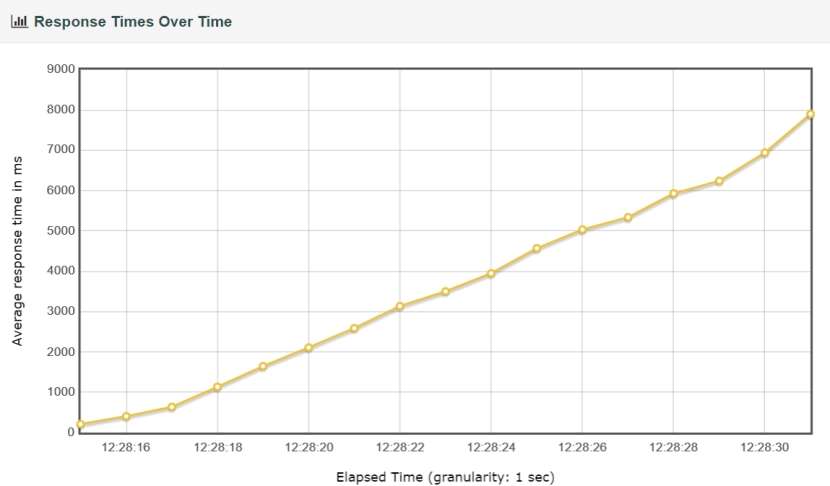 Response Times Over Time
9000
8000
7000
6000
5000
4000
3000
2000
1000
0
Average response time in ms
12:28:16 12:28:18 12:28:20 12:28:22 12:28:24 12:28:26 12:28:28 12:28:30
Elapsed Time (granularity: 1 sec)